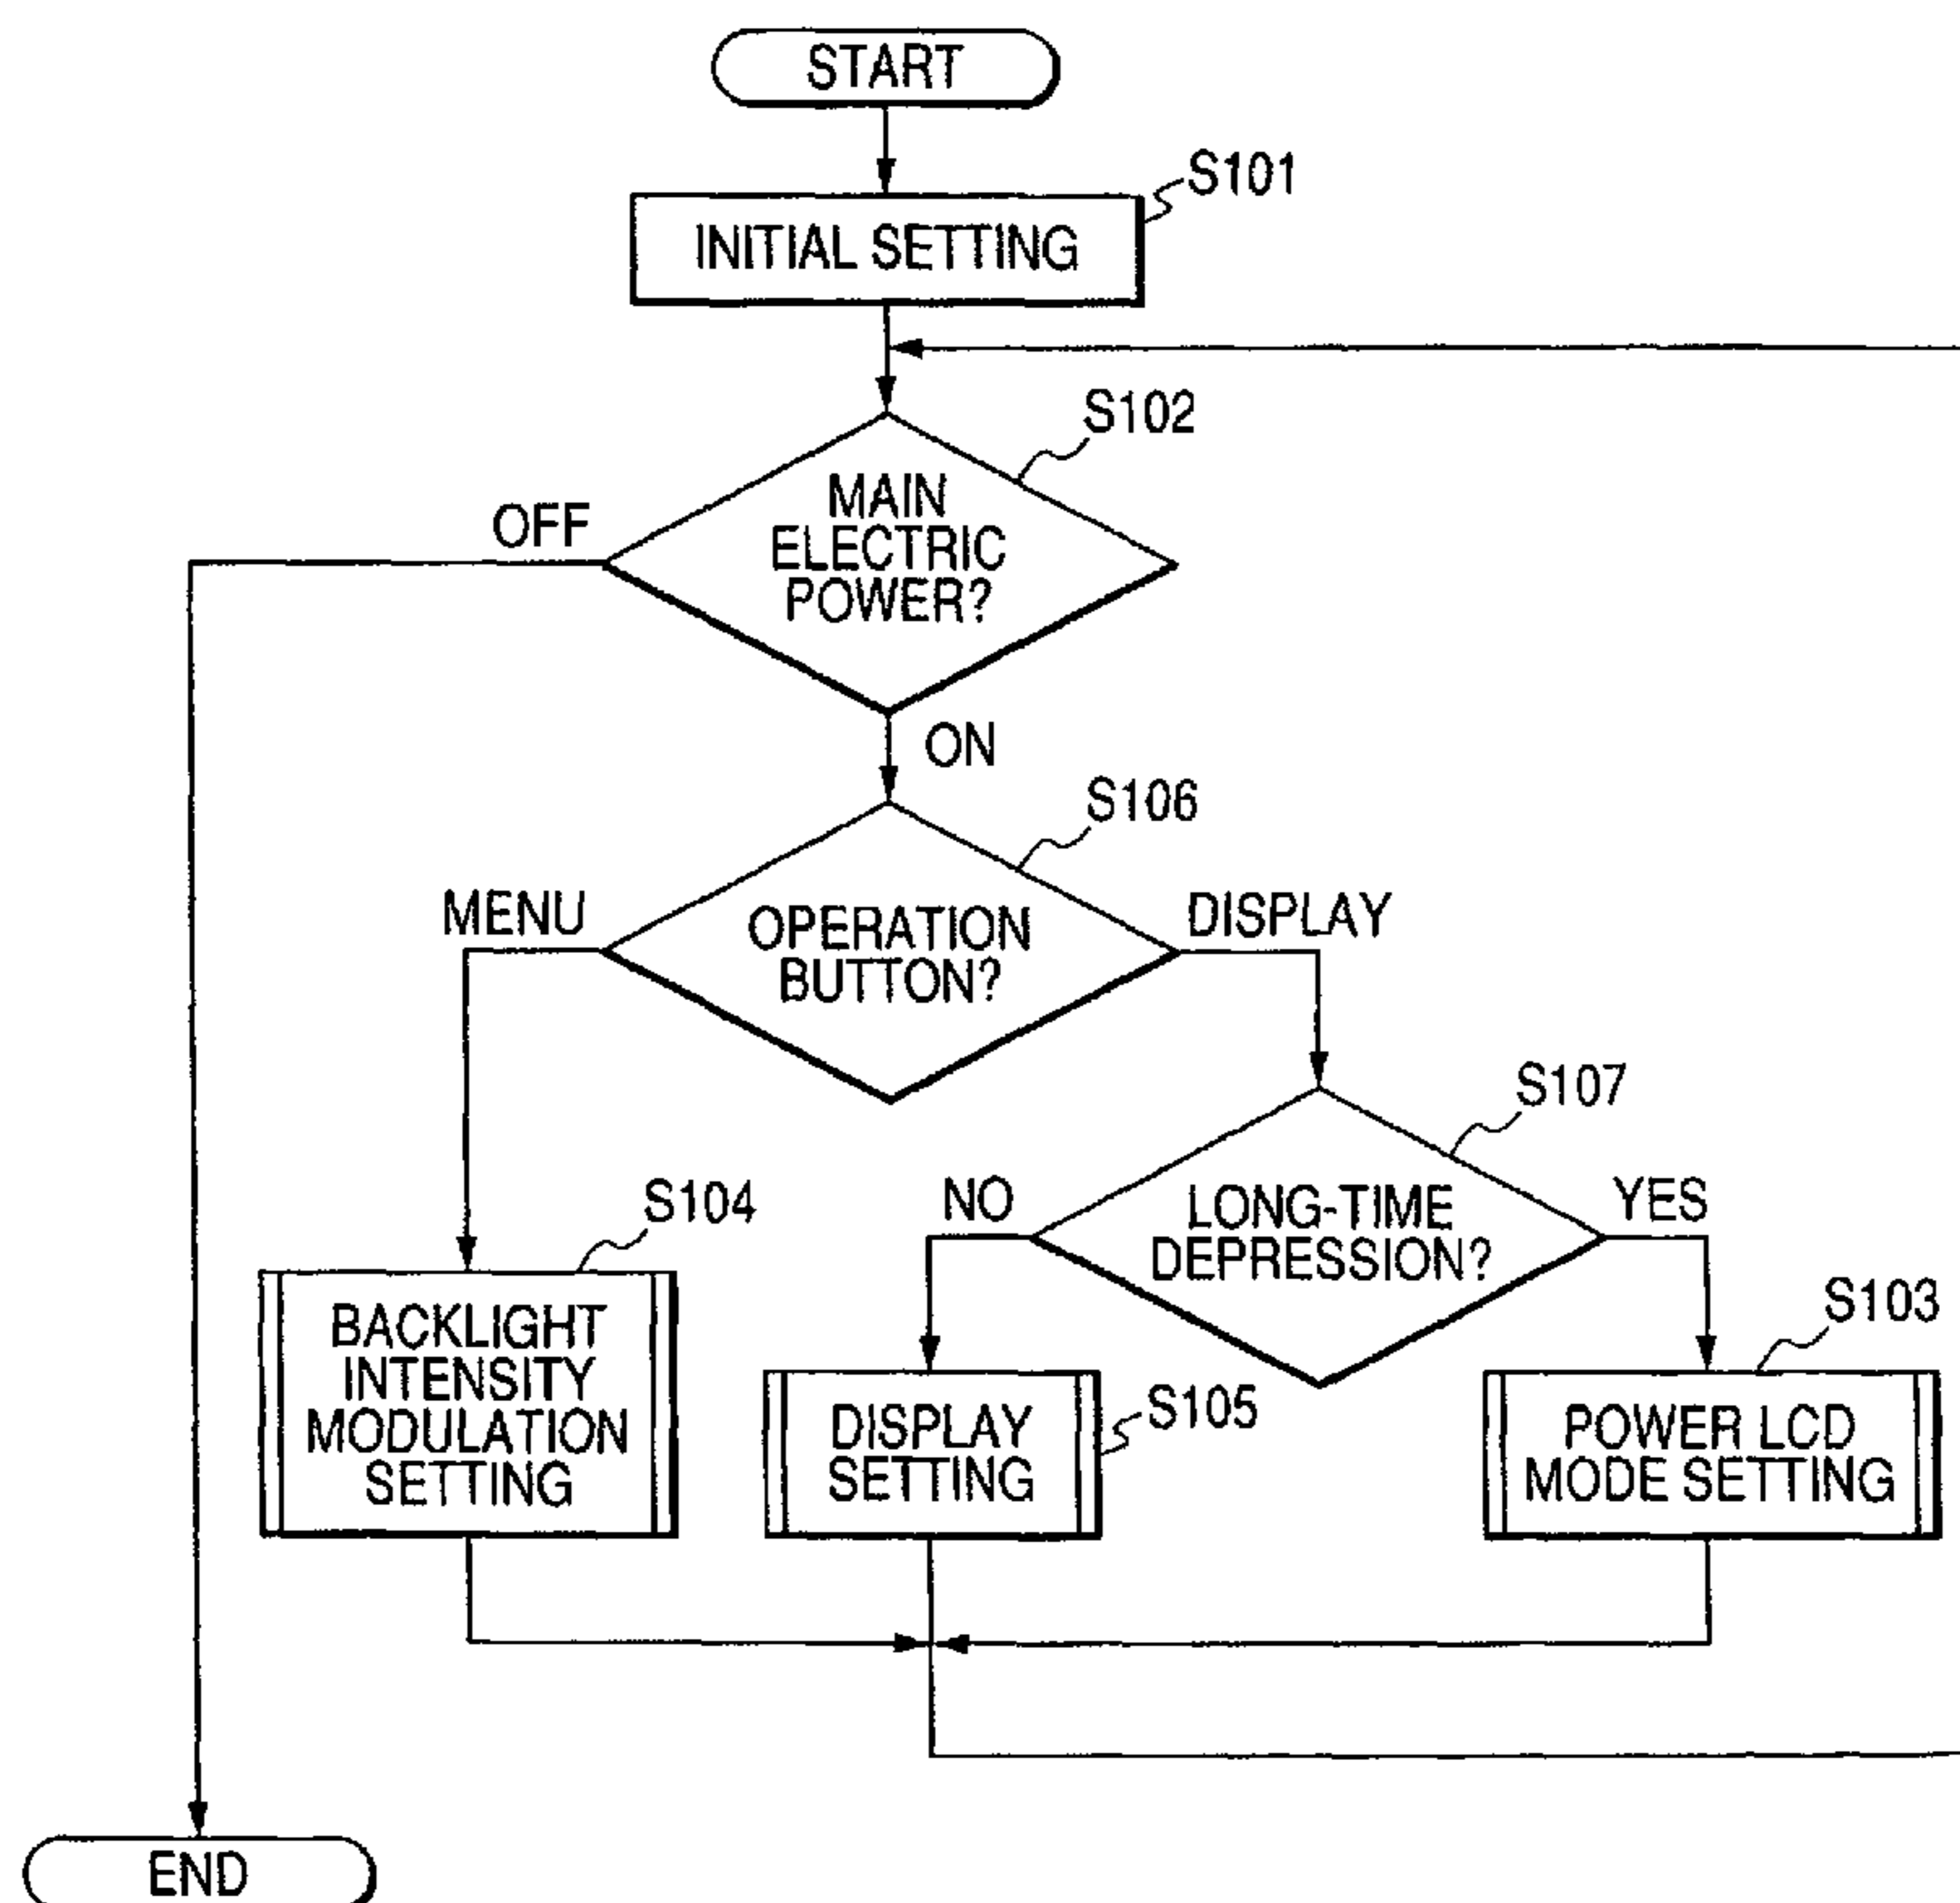 START
S101
INITIAL SETTING
S102
MAIN
ELECTRIC
POWER?
OFF
ON
S106
MENU
OPERATION
BUTTON?
DISPLAY
S107
NO
LONG-TIME
DEPRESSION?
YES
S104
BACKLIGHT
INTENSITY
MODULATION
SETTING
S105
DISPLAY
SETTING
S103
POWER LCD
MODE SETTING
END